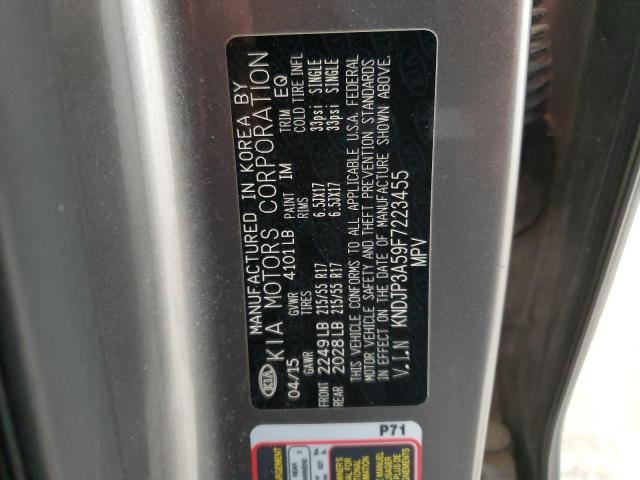 MANUFACTURED IN KOREA BY
KIA KIA MOTORS CORPORATION
04/15 GVWR 4101LB PAINT IM TRIM EQ
GAWR TIRES RIMS COLD TIRE INFL
FRONT 2249LB 215/55 R17 6.5JX17 33psi SINGLE
REAR 2028LB 215/55 R17 6.5JX17 33psi SINGLE
THIS VEHICLE CONFORMS TO ALL APPLICABLE U.S.A. FEDERAL
MOTOR VEHICLE SAFETY AND THEFT PREVENTION STANDARDS
IN EFFECT ON THE DATE OF MANUFACTURE SHOWN ABOVE.
V.I.N KNDJP3A59F7223455
MPV
P71
REAR